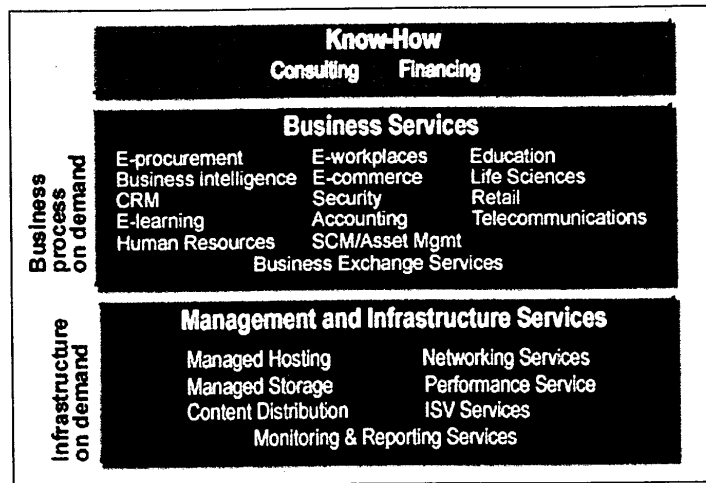 Know-How
Consulting Financing
Business process on demand
Business Services
E-procurement E-workplaces Education
Business Intelligence E-commerce Life Sciences
CRM Security Retail
E-learning Accounting Telecommunications
Human Resources SCM/Asset Mgmt
Business Exchange Services
Infrastructure on demand
Management and Infrastructure Services
Managed Hosting Networking Services
Managed Storage Performance Service
Content Distribution ISV Services
Monitoring & Reporting Services